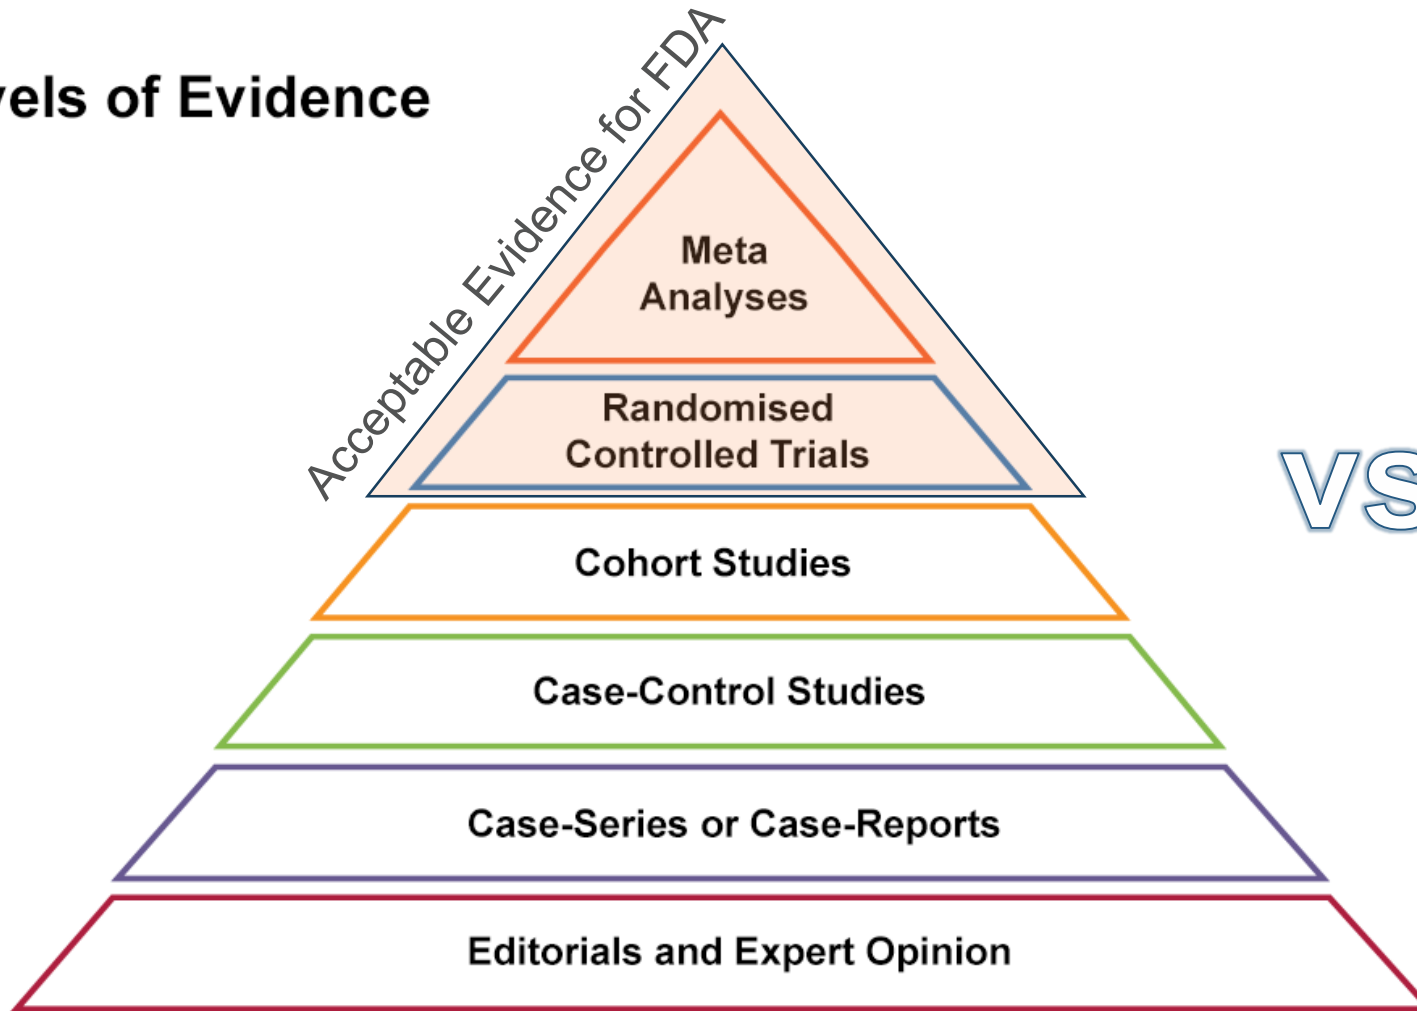 vels of Evidence
Acceptable Evidence for FDA
Meta
Analyses
Randomised
Controlled Trials
VS
Cohort Studies
Case-Control Studies
Case-Series or Case-Reports
Editorials and Expert Opinion